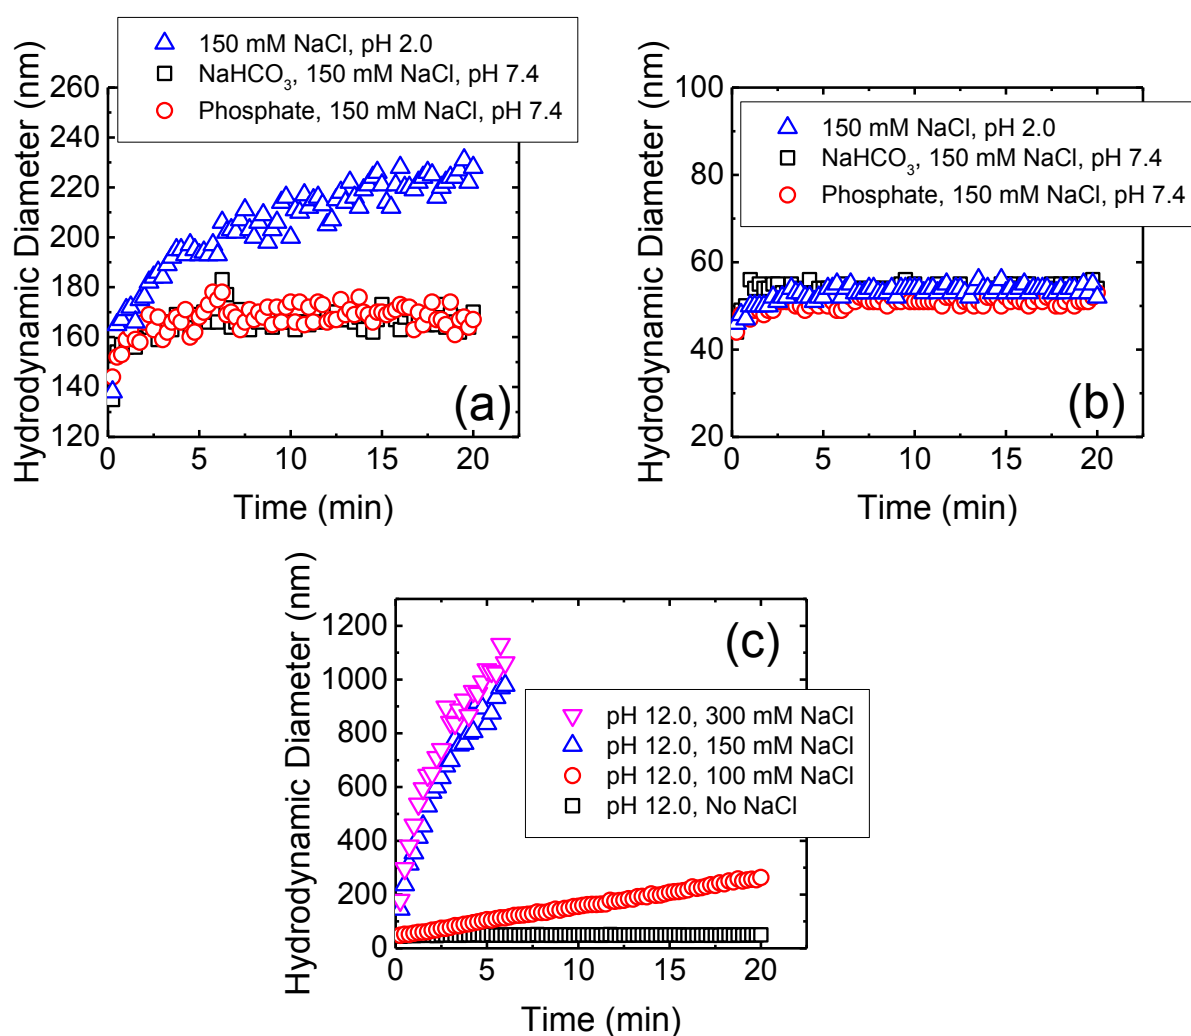 150 mM NaCl, pH 2.0
NaHCO3, 150 mM NaCl, pH 7.4
Phosphate, 150 mM NaCl, pH 7.4
Hydrodynamic Diameter (nm)
260
240
220
200
180
160
140
120
0 5 10 15 20
Time (min)
(a)
150 mM NaCl, pH 2.0
NaHCO3, 150 mM NaCl, pH 7.4
Phosphate, 150 mM NaCl, pH 7.4
Hydrodynamic Diameter (nm)
100
80
60
40
20
0 5 10 15 20
Time (min)
(b)
Hydrodynamic Diameter (nm)
1200
1000
800
600
400
200
0
0 5 10 15 20
Time (min)
(c)
pH 12.0, 300 mM NaCl
pH 12.0, 150 mM NaCl
pH 12.0, 100 mM NaCl
pH 12.0, No NaCl